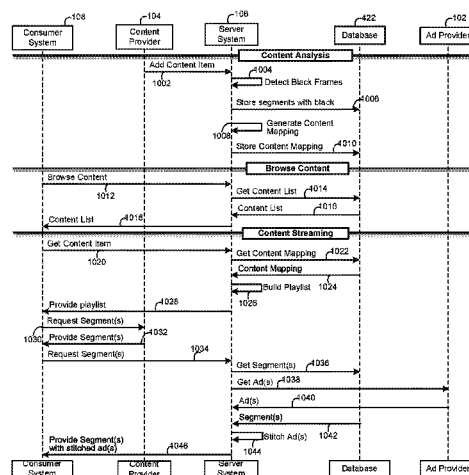 108 104 106 422 102
Consumer System Content Provider Server System Database Ad Provider
Content Analysis
Add Content Item 1004
1002 Detect Black Frames
Store segments with black 1006
1008 Generate Content Mapping
Store Content Mapping 1010
Browse Content
Browse Content
1012 Get Content List 1014
Content List 1016
Content List 1018
Content Streaming
Get Content Item
1020 Get Content Mapping 1022
Content Mapping 1024
Build Playlist
1026
Provide playlist 1028
Request Segment(s)
1030 1032
Provide Segment(s)
Request Segment(s) 1034
Get Segment(s) 1036
Get Ad(s) 1038
Ad(s) 1040
Segment(s) 1042
Provide Segment(s) with stitched ad(s) 1046 Stitch Ad(s)
1044
Consumer System Content Provider Server System Database Ad Provider